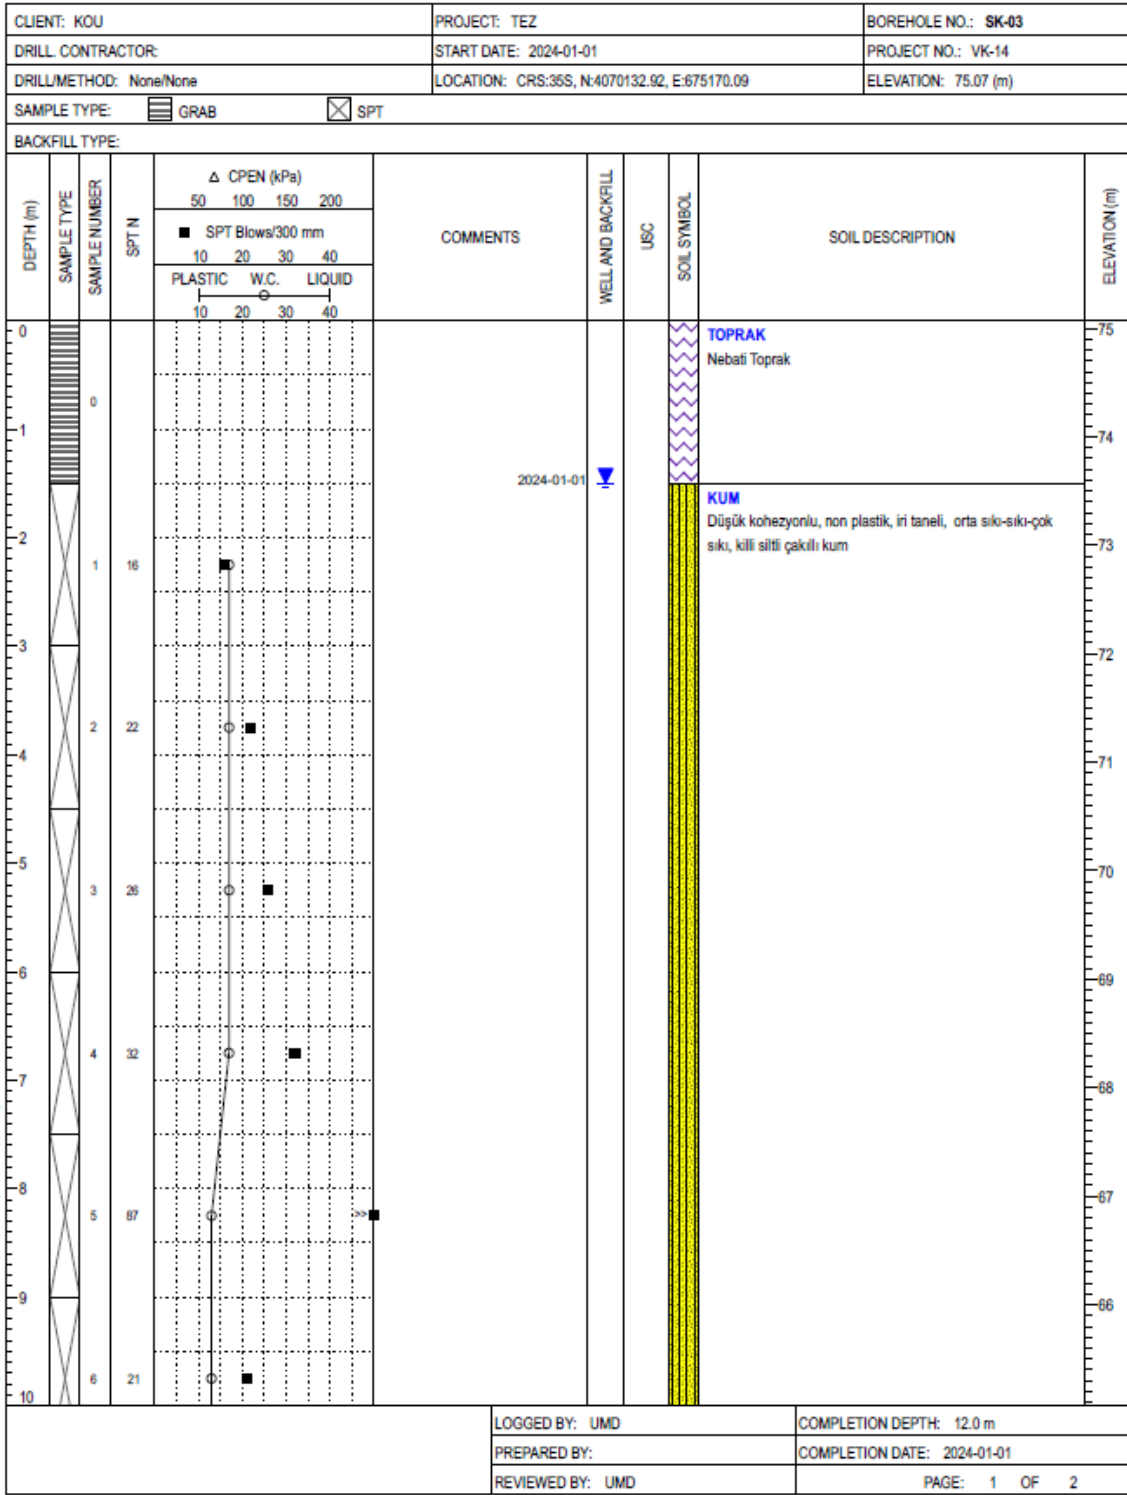 CLIENT: KOU
PROJECT: TEZ
BOREHOLE NO.: SK-03
DRILL. CONTRACTOR:
START DATE: 2024-01-01
PROJECT NO.: VK-14
DRILL/METHOD: None/None
LOCATION: CRS:35S, N:4070132.92, E:675170.09
ELEVATION: 75.07 (m)
SAMPLE TYPE: GRAB SPT
BACKFILL TYPE:
DEPTH (m)
SAMPLE TYPE
SAMPLE NUMBER
SPT N
△ CPEN (kPa)
50 100 150 200
■ SPT Blows/300 mm
10 20 30 40
PLASTIC W.C. LIQUID
10 20 30 40
COMMENTS
WELL AND BACKFILL
USC
SOIL SYMBOL
SOIL DESCRIPTION
ELEVATION (m)
0
75
TOPRAK
Nebati Toprak
0
1
74
2024-01-01
KUM
Düşük kohezyonlu, non plastik, iri taneli, orta sıkı-sıkı-çok
sıkı, killi siltli çakıllı kum
2
73
1 16
3
72
2 22
4
71
5
70
3 26
6
69
4 32
7
68
8
67
5 87 >>
9
66
6 21
10
LOGGED BY: UMD
COMPLETION DEPTH: 12.0 m
PREPARED BY:
COMPLETION DATE: 2024-01-01
REVIEWED BY: UMD
PAGE: 1 OF 2